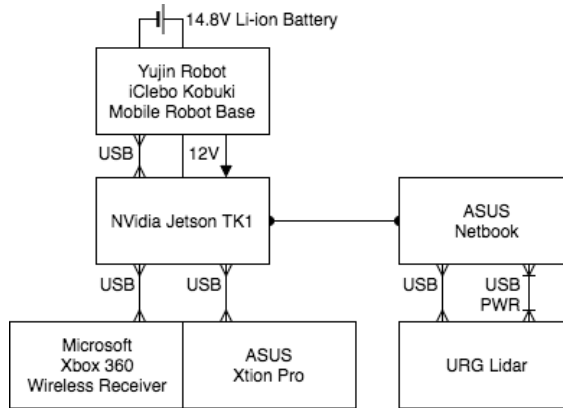 14.8V Li-ion Battery
Yujin Robot
iClebo Kobuki
Mobile Robot Base
USB
12V
NVidia Jetson TK1
ASUS
Netbook
USB
USB
USB
USB
PWR
Microsoft
Xbox 360
Wireless Receiver
ASUS
Xtion Pro
URG Lidar